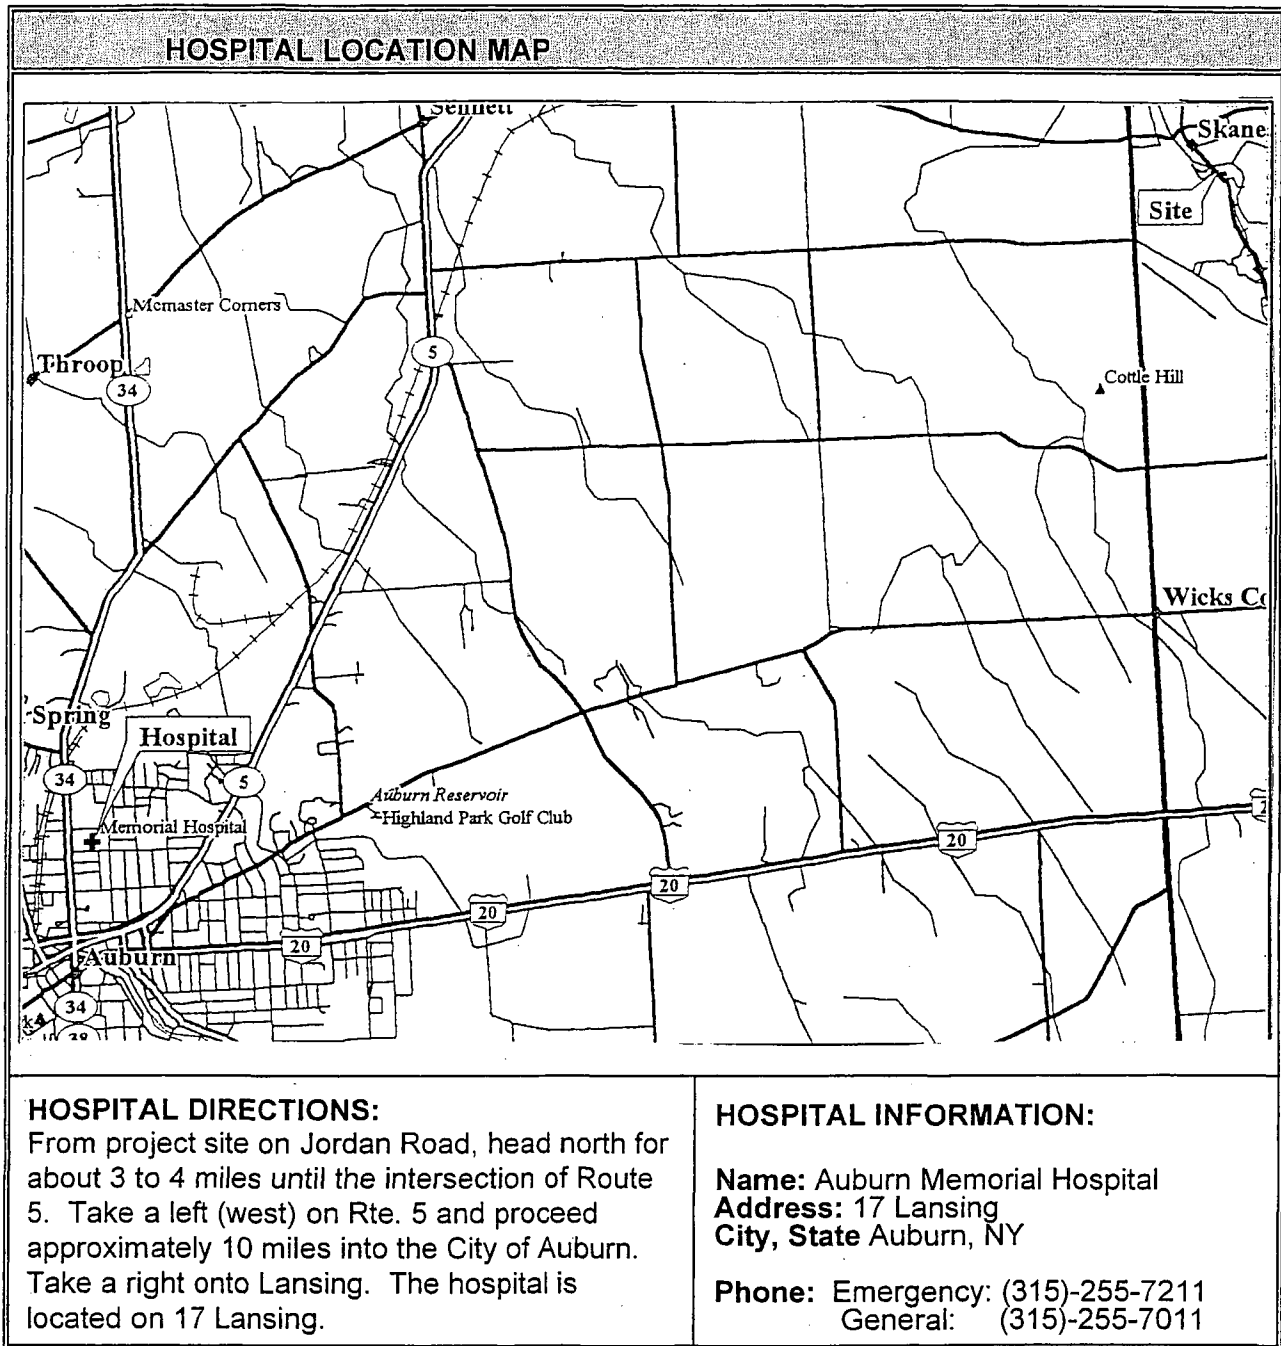 HOSPITAL LOCATION MAP
Sennett
Skane
Site
Mcmaster Corners
Throop
5
34
Cottle Hill
Wicks Co
Spring
Hospital
34
5
Auburn Reservoir
Highland Park Golf Club
Memorial Hospital
20
20
20
20
Auburn
34
38
HOSPITAL DIRECTIONS:
From project site on Jordan Road, head north for
about 3 to 4 miles until the intersection of Route
5. Take a left (west) on Rte. 5 and proceed
approximately 10 miles into the City of Auburn.
Take a right onto Lansing. The hospital is
located on 17 Lansing.
HOSPITAL INFORMATION:
Name: Auburn Memorial Hospital
Address: 17 Lansing
City, State Auburn, NY
Phone: Emergency: (315)-255-7211
General: (315)-255-7011